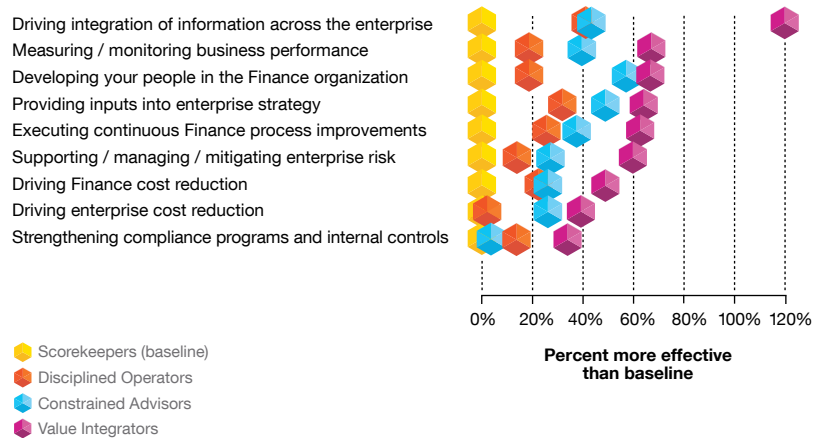 Driving integration of information across the enterprise
Measuring / monitoring business performance
Developing your people in the Finance organization
Providing inputs into enterprise strategy
Executing continuous Finance process improvements
Supporting / managing / mitigating enterprise risk
Driving Finance cost reduction
Driving enterprise cost reduction
Strengthening compliance programs and internal controls
0% 20% 40% 60% 80% 100% 120%
Percent more effective
than baseline
Scorekeepers (baseline)
Disciplined Operators
Constrained Advisors
Value Integrators